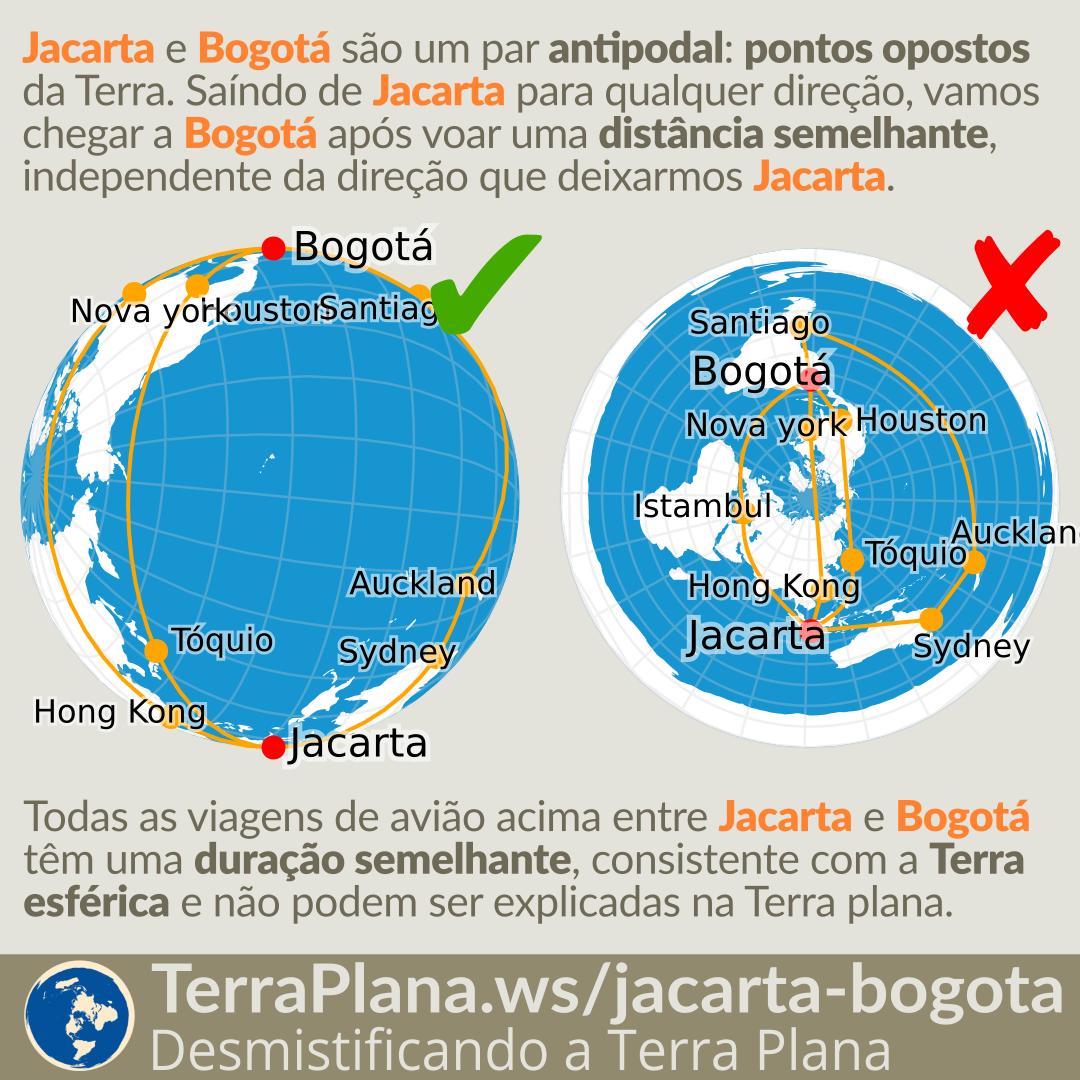 Jacarta e Bogotá são um par antipodal: pontos opostos
da Terra. Saíndo de Jacarta para qualquer direção, vamos
chegar a Bogotá após voar uma distância semelhante,
independente da direção que deixarmos Jacarta.
Bogotá
Nova york
ouston
Santiag
Auckland
Tóquio
Sydney
Hong Kong
Jacarta
Santiago
Bogotá
Nova york
Houston
Istambul
Aucklan
Tóquio
Hong Kong
Jacarta
Sydney
Todas as viagens de avião acima entre Jacarta e Bogotá
têm uma duração semelhante, consistente com a Terra
esférica e não podem ser explicadas na Terra plana.
TerraPlana.ws/jacarta-bogota
Desmistificando a Terra Plana